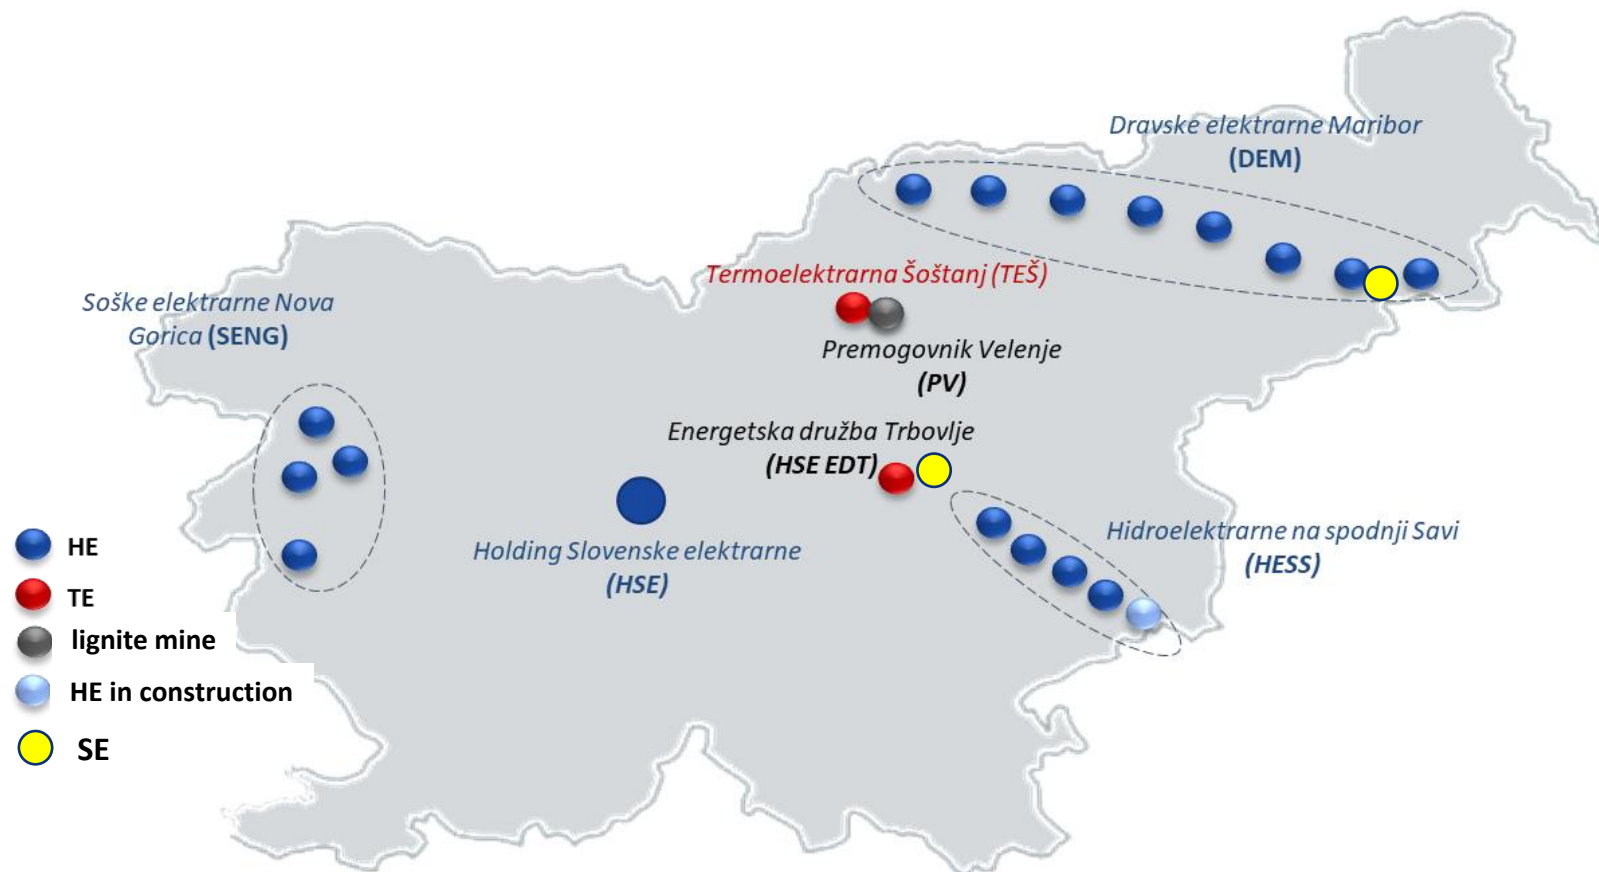 Dravske elektrarne Maribor
(DEM)
Termoelektrarna Šoštanj (TEŠ)
Soške elektrarne Nova
Gorica (SENG)
Premogovnik Velenje
(PV)
Energetska družba Trbovlje
(HSE EDT)
Hidroelektrarne na spodnji Savi
(HESS)
Holding Slovenske elektrarne
(HSE)
HE
TE
lignite mine
HE in construction
SE